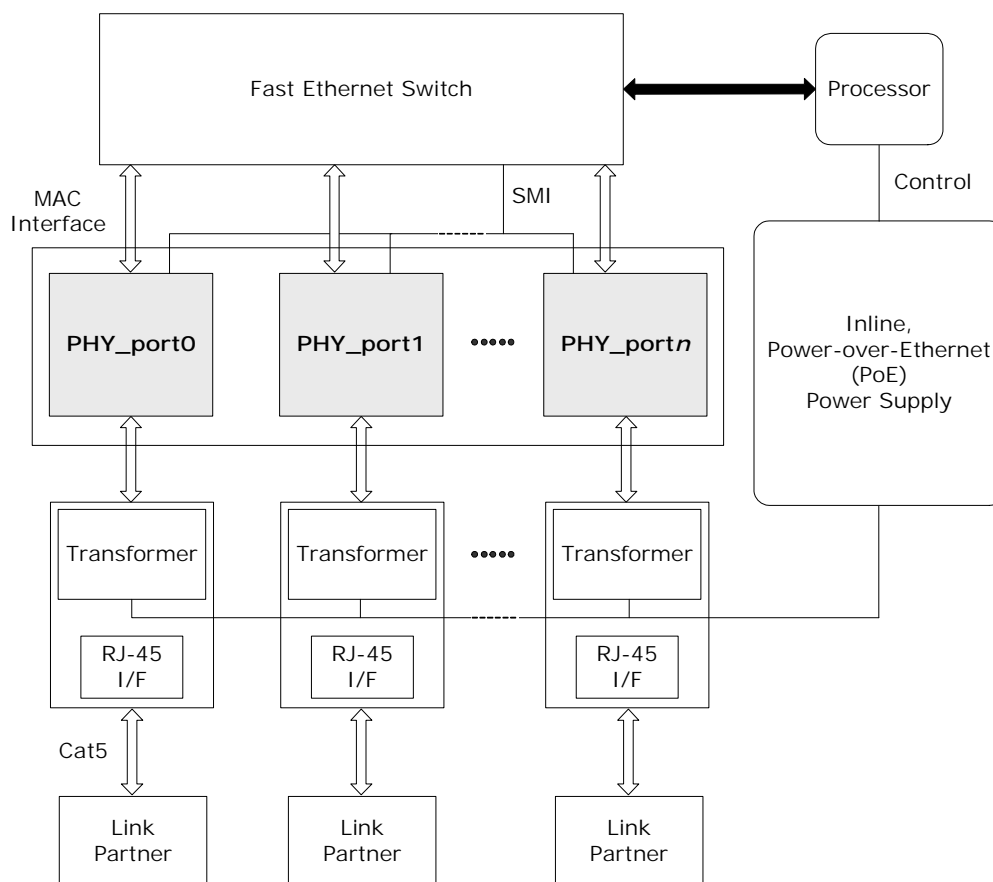 Fast Ethernet Switch
Processor
MAC
Interface
SMI
Control
PHY_port0
PHY_port1
PHY_portn
Inline,
Power-over-Ethernet
(PoE)
Power Supply
Transformer
Transformer
Transformer
RJ-45
I/F
RJ-45
I/F
RJ-45
I/F
Cat5
Link
Partner
Link
Partner
Link
Partner